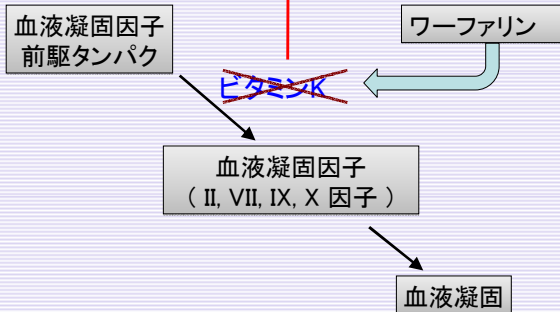 血液凝固因子
前駆タンパク
ワーファリン
ビタミンK
血液凝固因子
( II, VII, IX, X 因子 )
血液凝固